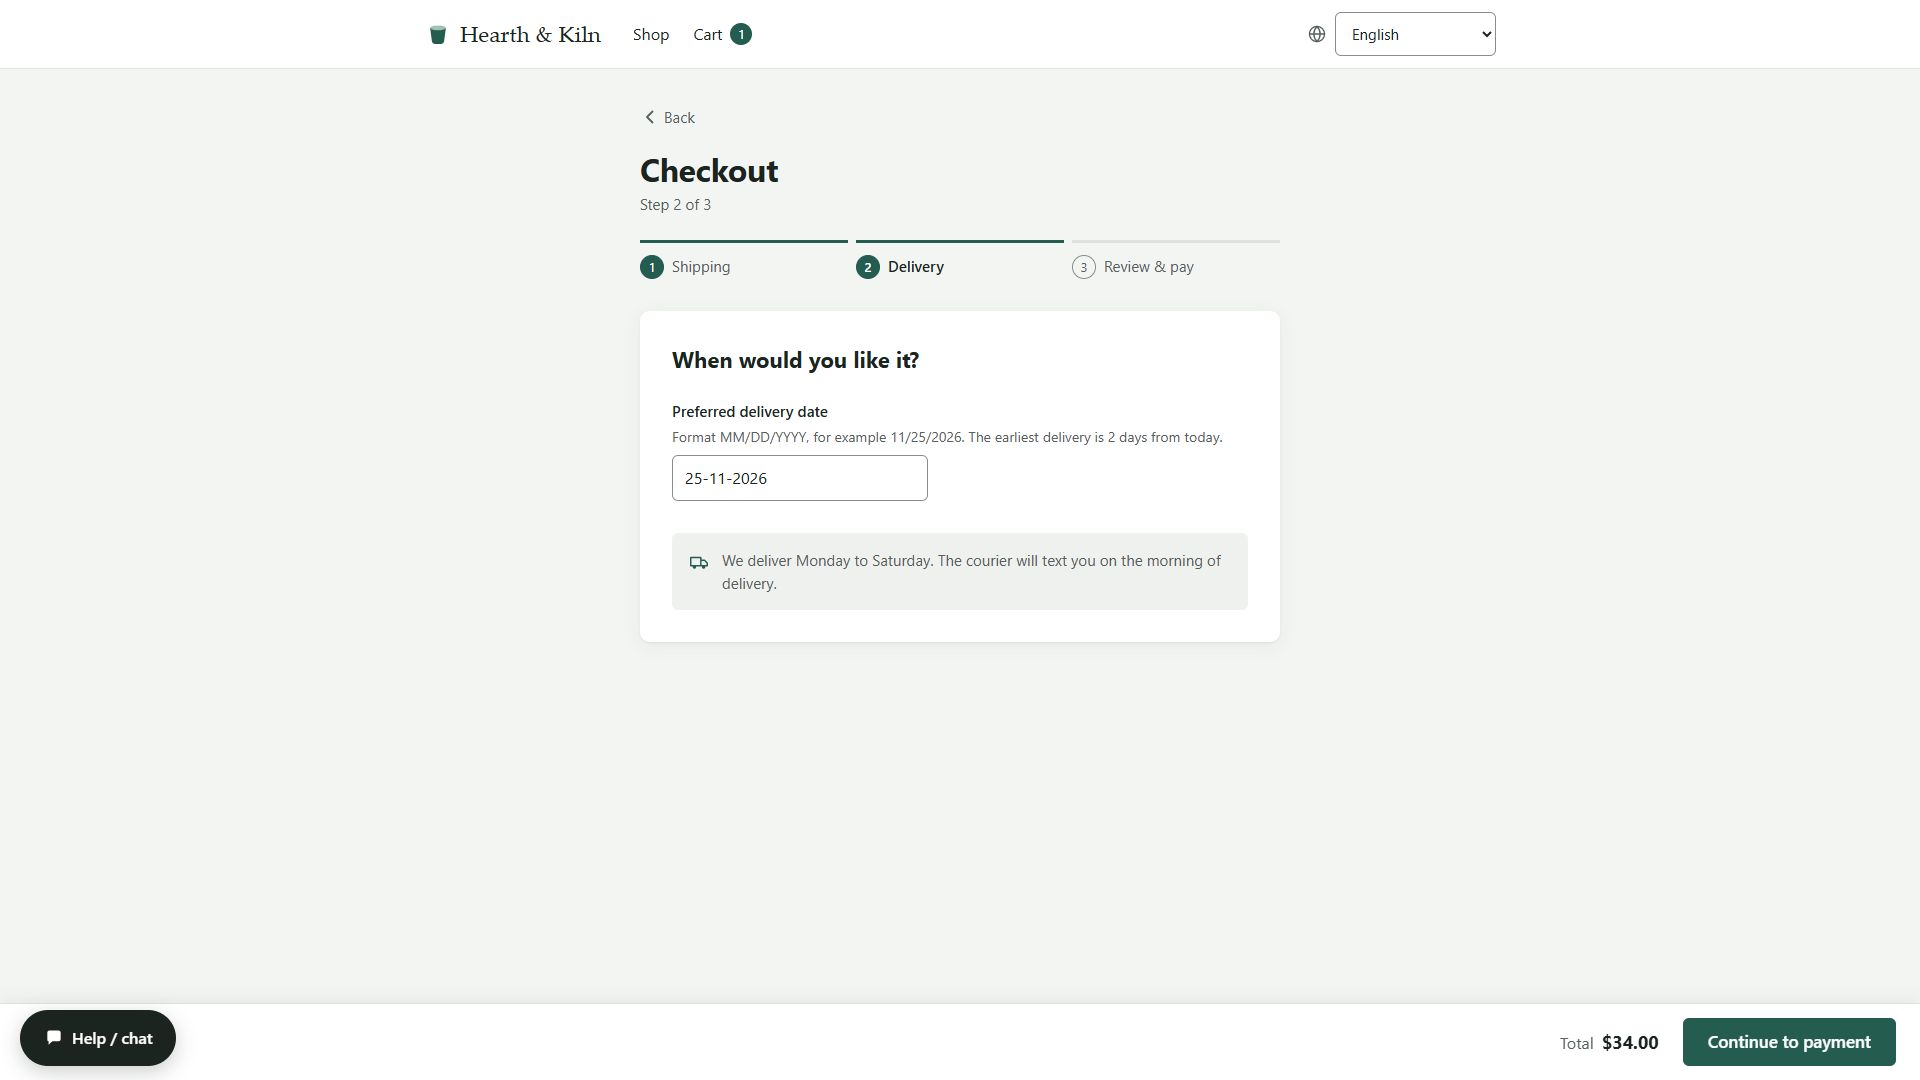 Hearth & Kiln
Shop
Cart 1
English
Back
Checkout
Step 2 of 3
1 Shipping
2 Delivery
3 Review & pay
When would you like it?
Preferred delivery date
Format MM/DD/YYYY, for example 11/25/2026. The earliest delivery is 2 days from today.
25-11-2026
We deliver Monday to Saturday. The courier will text you on the morning of
delivery.
Help / chat
Total $34.00
Continue to payment